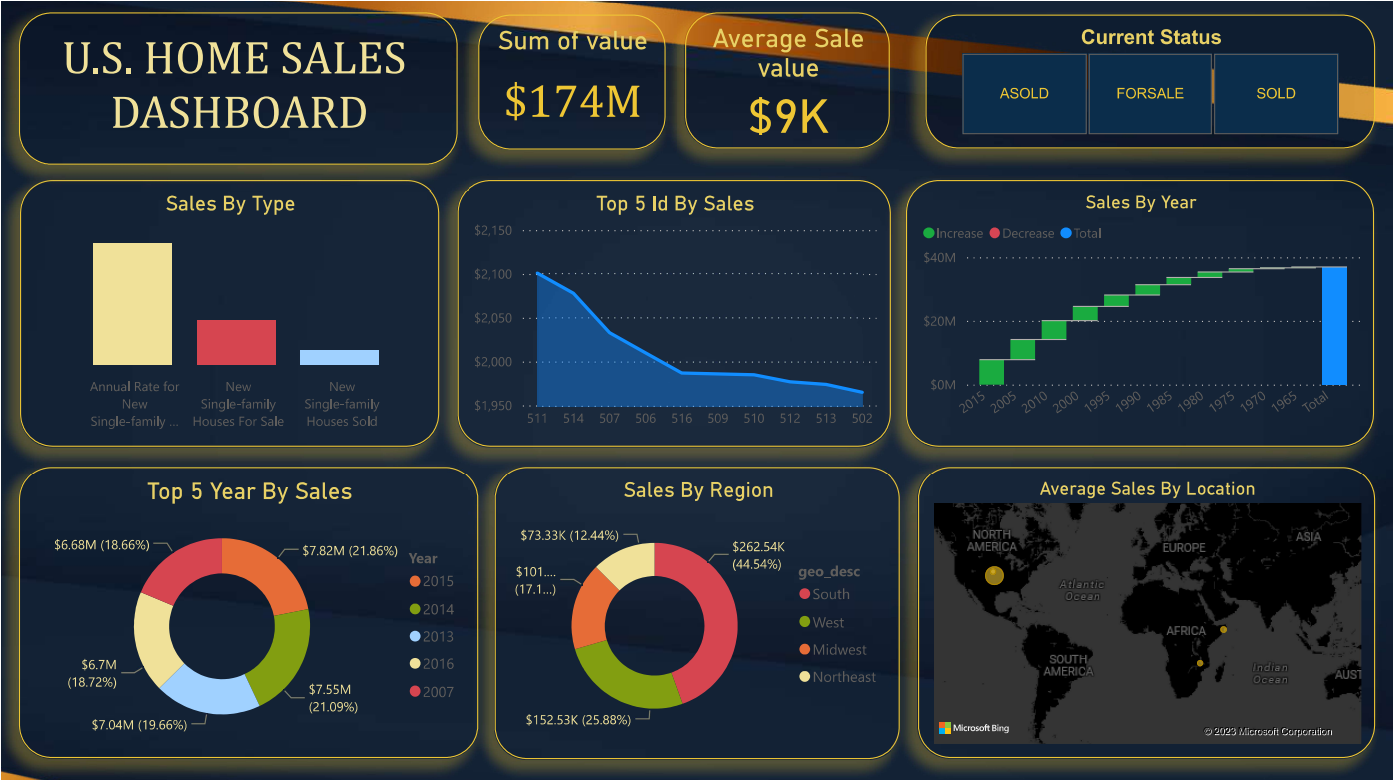 U.S. HOME SALES
DASHBOARD
Sum of value
$174M
Average Sale
value
$9K
Current Status
ASOLD
FORSALE
SOLD
Sales By Type
Annual Rate for
New
Single-family ...
New
Single-family
Houses For Sale
New
Single-family
Houses Sold
Top 5 Id By Sales
$2,150
$2,100
$2,050
$2,000
$1,950
511 514 507 506 516 509 510 512 513 502
Sales By Year
Increase Decrease Total
$40M
$20M
$0M
2015 2005 2010 2000 1995 1990 1985 1980 1975 1970 1965 Total
Top 5 Year By Sales
$6.68M (18.66%)
$7.82M (21.86%)
$6.7M
(18.72%)
$7.55M
(21.09%)
$7.04M (19.66%)
Year
2015
2014
2013
2016
2007
Sales By Region
$73.33K (12.44%)
$262.54K
(44.54%)
$101....
(17.1...)
$152.53K (25.88%)
geo_desc
South
West
Midwest
Northeast
Average Sales By Location
NORTH
AMERICA
EUROPE
ASIA
Atlantic
Ocean
AFRICA
SOUTH
AMERICA
Indian
Ocean
AUST
Microsoft Bing
© 2023 Microsoft Corporation